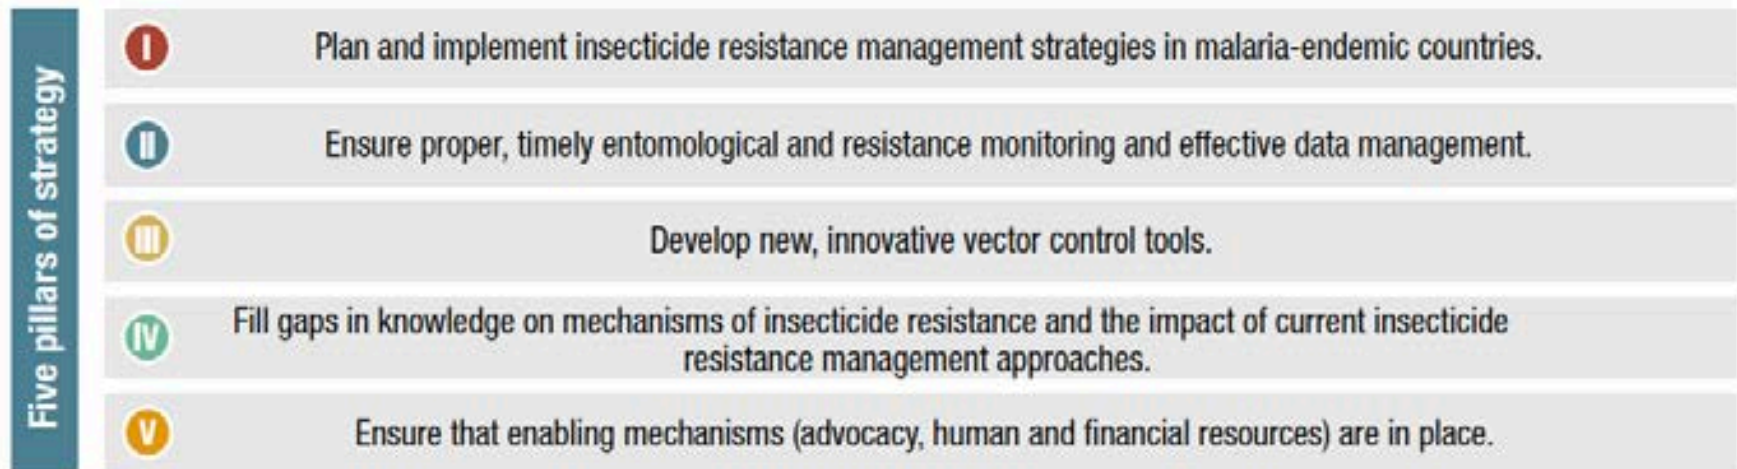 Five pillars of strategy
I
Plan and implement insecticide resistance management strategies in malaria-endemic countries.
II
Ensure proper, timely entomological and resistance monitoring and effective data management.
III
Develop new, innovative vector control tools.
IV
Fill gaps in knowledge on mechanisms of insecticide resistance and the impact of current insecticide
resistance management approaches.
V
Ensure that enabling mechanisms (advocacy, human and financial resources) are in place.